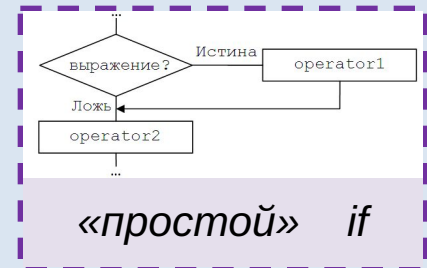 ...
выражение?
Истина
operator1
Ложь
operator2
...
«простой» if